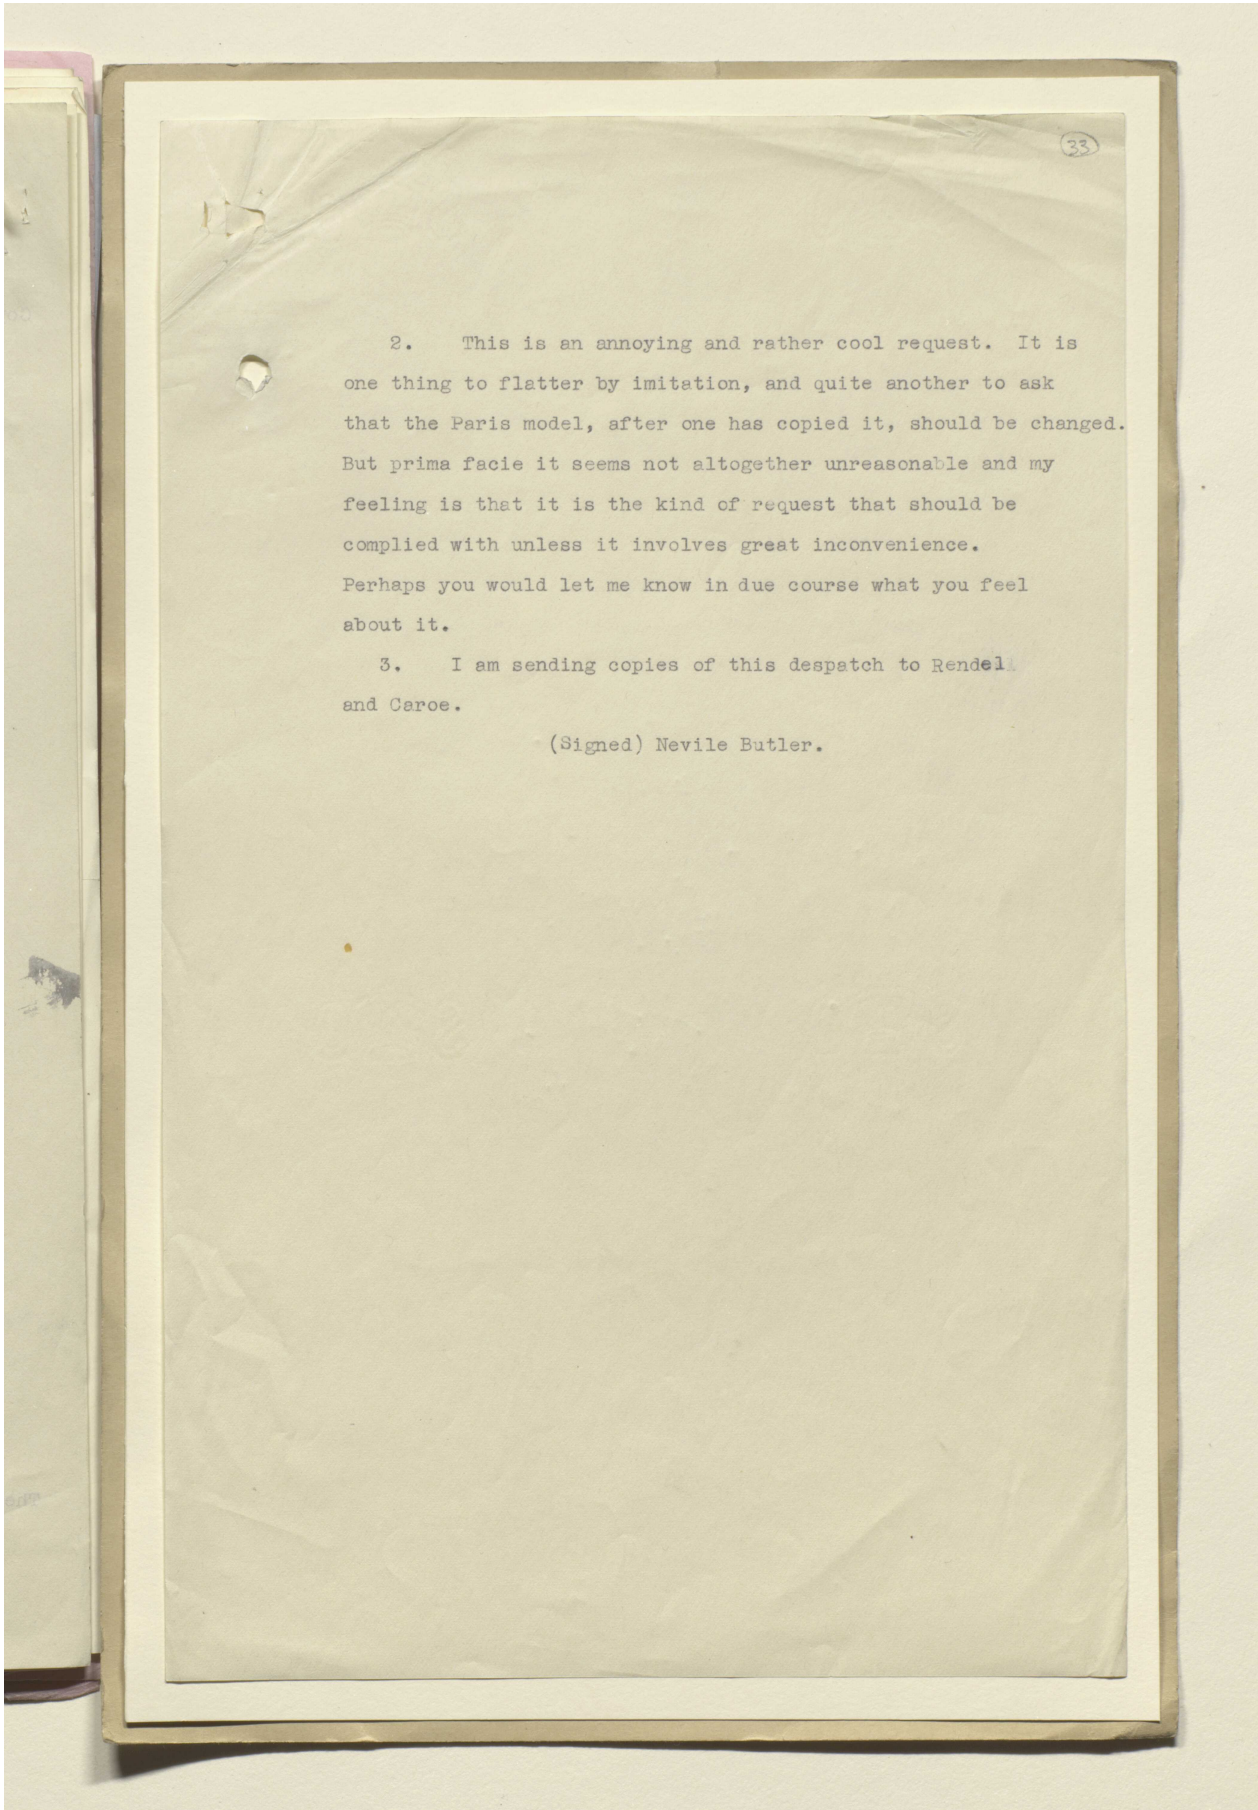 33
2. This is an annoying and rather cool request. It is
one thing to flatter by imitation, and quite another to ask
that the Paris model, after one has copied it, should be changed.
But prima facie it seems not altogether unreasonable and my
feeling is that it is the kind of request that should be
complied with unless it involves great inconvenience.
Perhaps you would let me know in due course what you feel
about it.
3. I am sending copies of this despatch to Rendel
and Caroe.
(Signed) Nevile Butler.